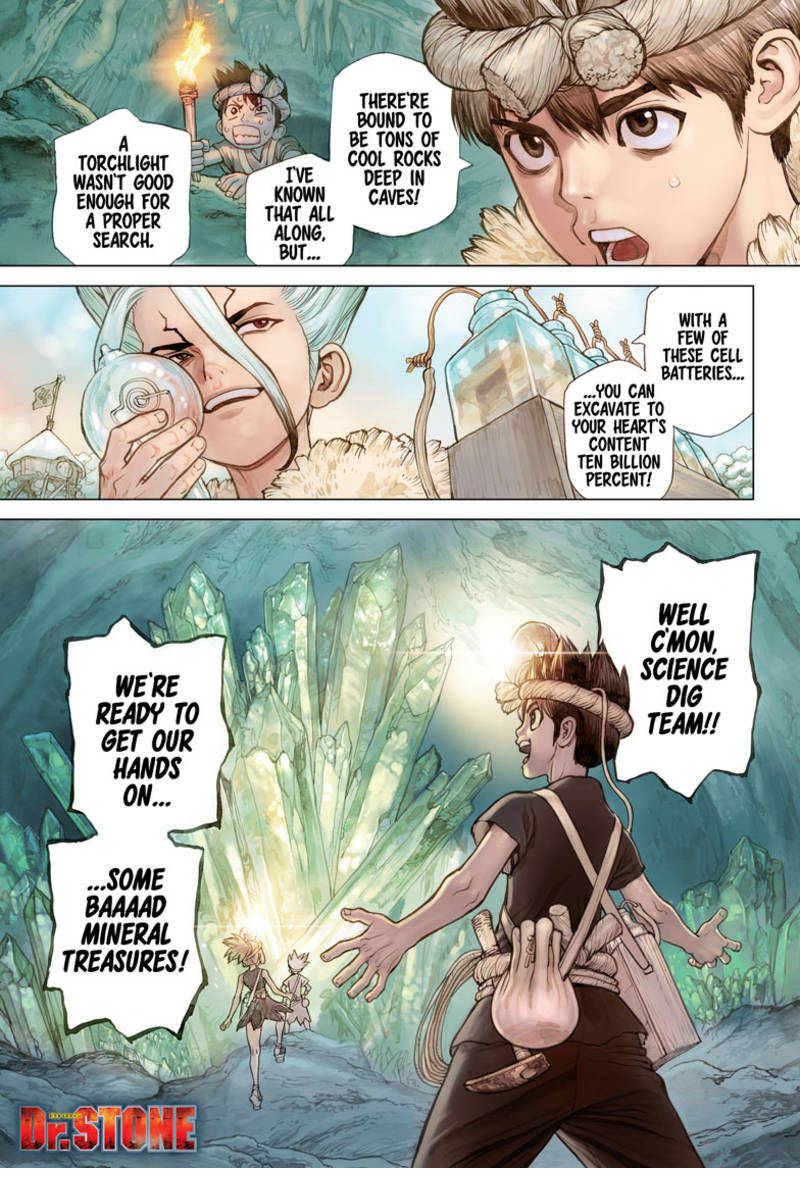 THERE'RE
BOUND TO
BE TONS OF
COOL ROCKS
DEEP IN
CAVES!
I'VE
KNOWN
THAT ALL
ALONG,
BUT...
A
TORCHLIGHT
WASN'T GOOD
ENOUGH FOR
A PROPER
SEARCH.
WITH A
FEW OF
THESE CELL
BATTERIES...
...YOU CAN
EXCAVATE TO
YOUR HEART'S
CONTENT
TEN BILLION
PERCENT!
WELL
C'MON,
SCIENCE
DIG
TEAM!!
WE'RE
READY TO
GET OUR
HANDS
ON...
...SOME
BAAAAD
MINERAL
TREASURES!
Dr.STONE